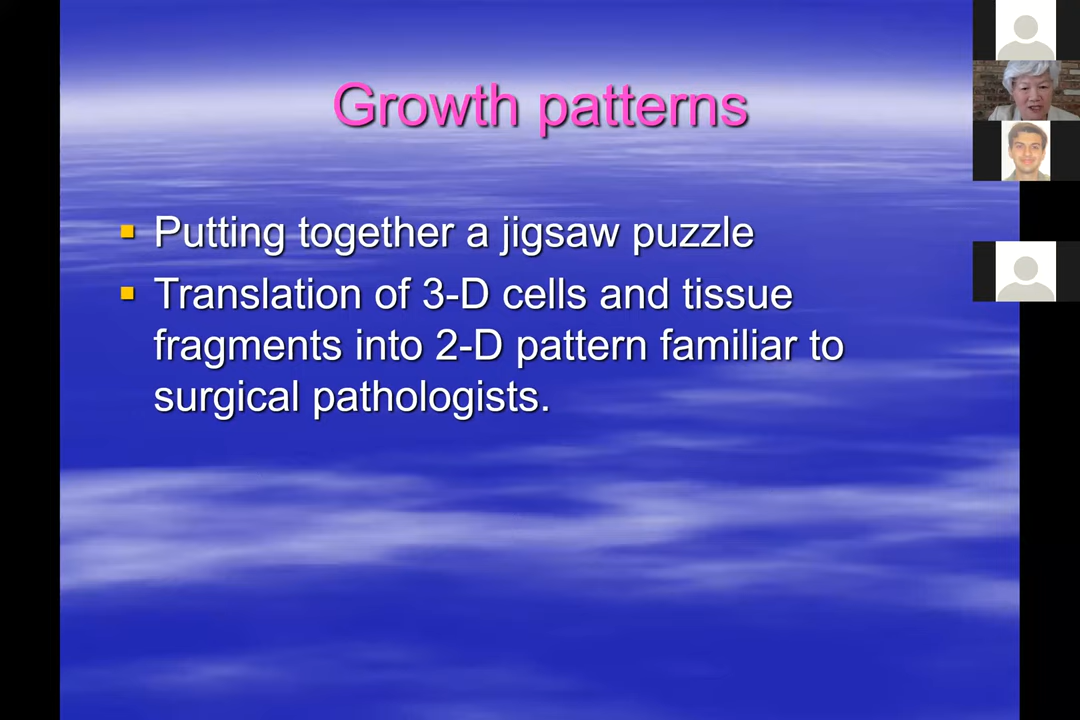 Growth patterns
Putting together a jigsaw puzzle
Translation of 3-D cells and tissue
fragments into 2-D pattern familiar to
surgical pathologists.